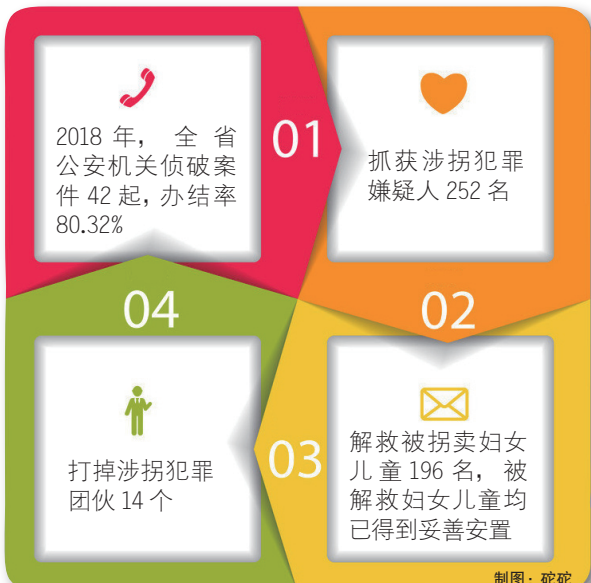 2018 年， 全 省
公安机关侦破案
件 42 起，办结率
80.32%
01
抓获涉拐犯罪
嫌疑人 252 名
02
解救被拐卖妇女
儿 童 196 名， 被
解救妇女儿童均
已得到妥善安置
03
打掉涉拐犯罪
团伙 14 个
04
制图：砣砣